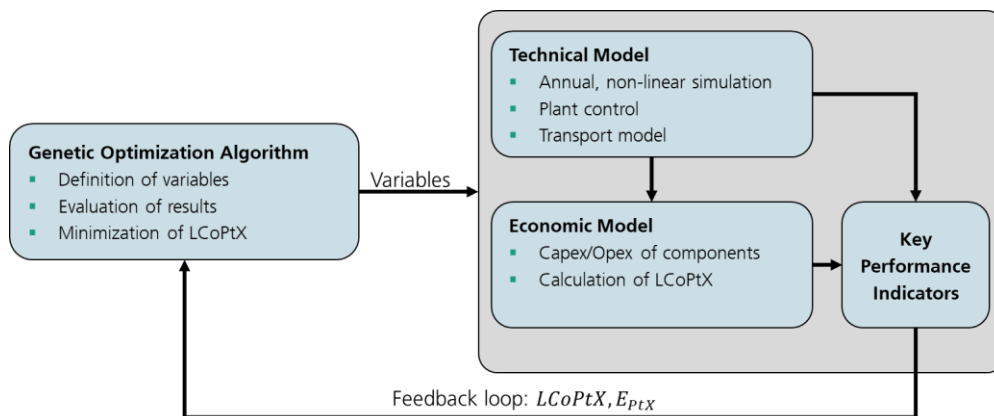 Genetic Optimization Algorithm
▪ Definition of variables
▪ Evaluation of results
▪ Minimization of LCoPtX
Variables
Technical Model
▪ Annual, non-linear simulation
▪ Plant control
▪ Transport model
Economic Model
▪ Capex/Opex of components
▪ Calculation of LCoPtX
Key
Performance
Indicators
Feedback loop: LCoPtX, E_PtX